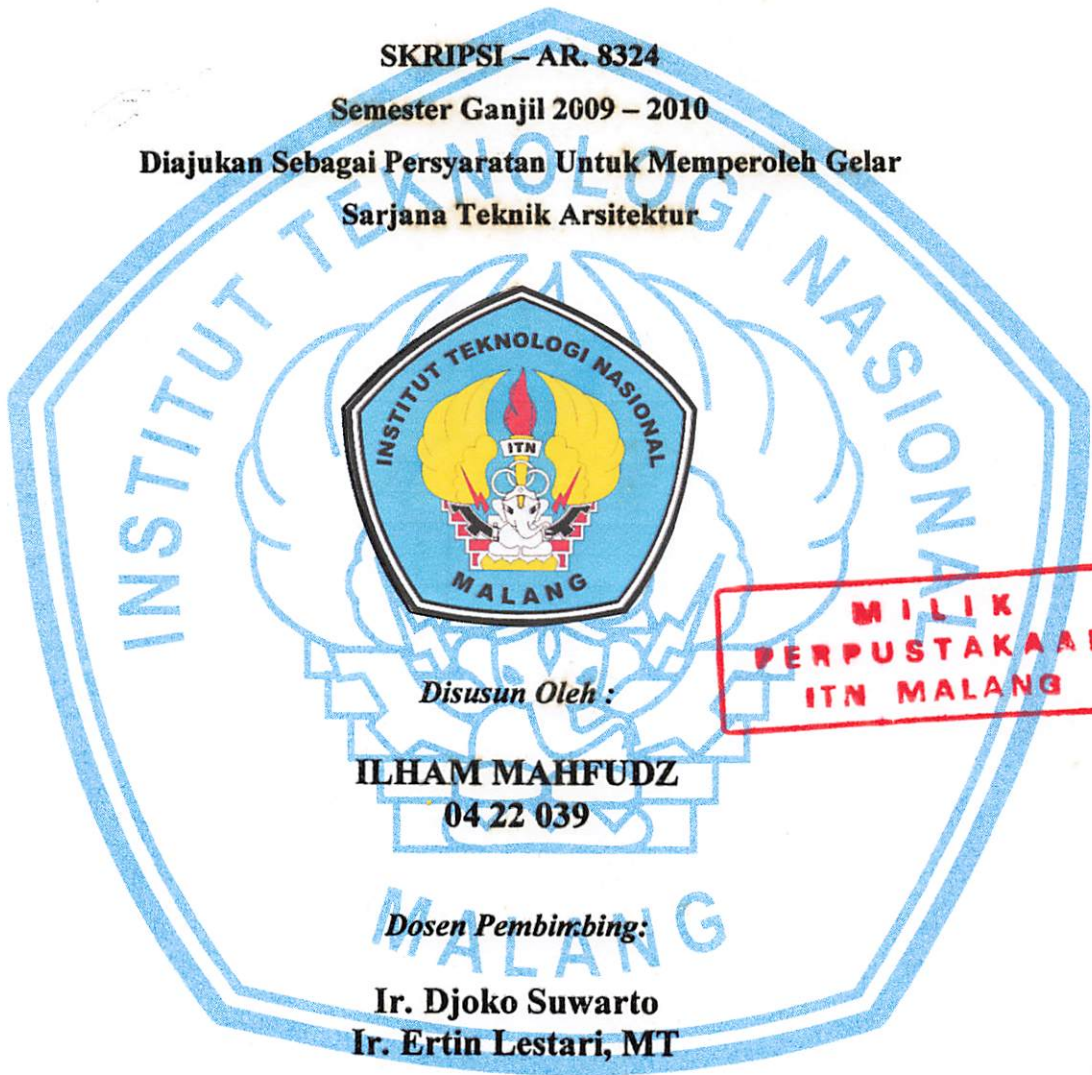 SKRIPSI – AR. 8324
Semester Ganjil 2009 – 2010
Diajukan Sebagai Persyaratan Untuk Memperoleh Gelar
Sarjana Teknik Arsitektur
INSTITUT TEKNOLOGI NASIONAL
MALANG
INSTITUT TEKNOLOGI NASIONAL
ITN
MALANG
MILIK
PERPUSTAKAAN
ITN MALANG
Disusun Oleh :
ILHAM MAHFUDZ
04 22 039
Dosen Pembimbing:
Ir. Djoko Suwarto
Ir. Ertin Lestari, MT